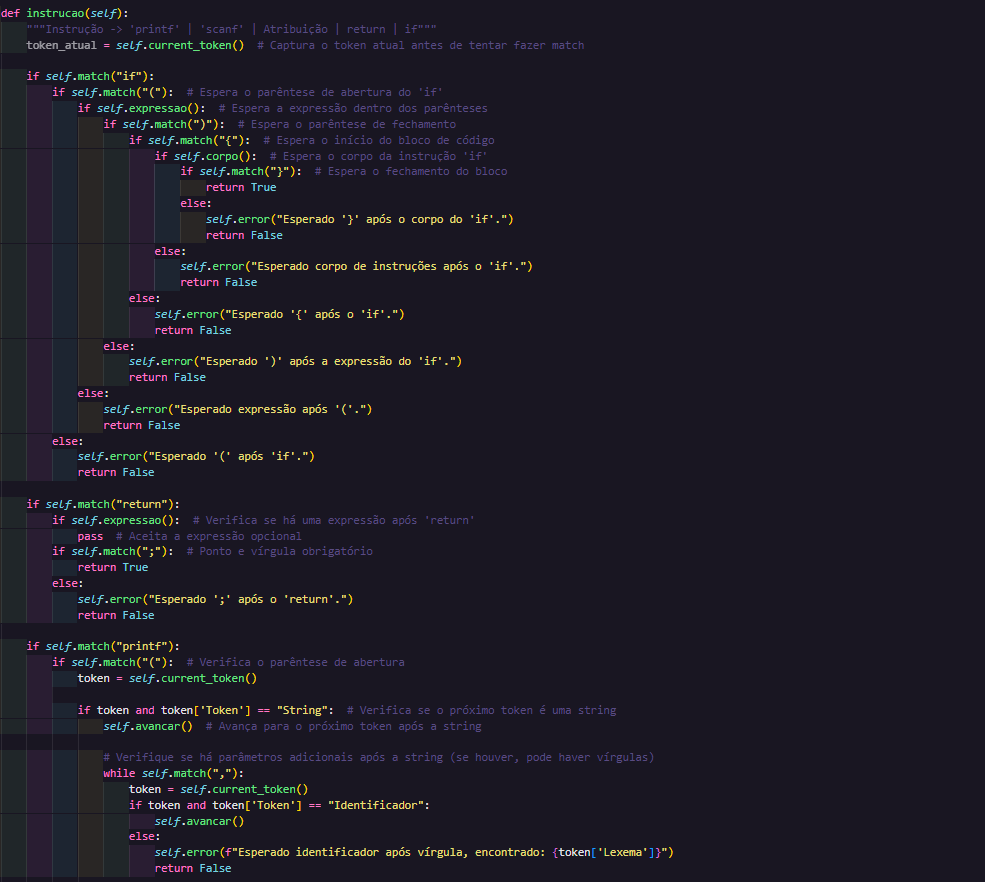 def instrucao(self):
    """Instrução -> 'printf' | 'scanf' | Atribuição | return | if"""
    token_atual = self.current_token()  # Captura o token atual antes de tentar fazer match

    if self.match("if"):
        if self.match("("):  # Espera o parêntese de abertura do 'if'
            if self.expressao():  # Espera a expressão dentro dos parênteses
                if self.match(")"):  # Espera o parêntese de fechamento
                    if self.match("{"):  # Espera o início do bloco de código
                        if self.corpo():  # Espera o corpo da instrução 'if'
                            if self.match("}"):  # Espera o fechamento do bloco
                                return True
                            else:
                                self.error("Esperado '}' após o corpo do 'if'.")
                                return False
                        else:
                            self.error("Esperado corpo de instruções após o 'if'.")
                            return False
                    else:
                        self.error("Esperado '{' após o 'if'.")
                        return False
                else:
                    self.error("Esperado ')' após a expressão do 'if'.")
                    return False
            else:
                self.error("Esperado expressão após '('.")
                return False
        else:
            self.error("Esperado '(' após 'if'.")
            return False

    if self.match("return"):
        if self.expressao():  # Verifica se há uma expressão após 'return'
            pass  # Aceita a expressão opcional
        if self.match(";"):  # Ponto e vírgula obrigatório
            return True
        else:
            self.error("Esperado ';' após o 'return'.")
            return False

    if self.match("printf"):
        if self.match("("):  # Verifica o parêntese de abertura
            token = self.current_token()

            if token and token['Token'] == "String":  # Verifica se o próximo token é uma string
                self.avancar()  # Avança para o próximo token após a string

                # Verifique se há parâmetros adicionais após a string (se houver, pode haver vírgulas)
                while self.match(","):
                    token = self.current_token()
                    if token and token['Token'] == "Identificador":
                        self.avancar()
                    else:
                        self.error(f"Esperado identificador após vírgula, encontrado: {token['Lexema']}")
                        return False